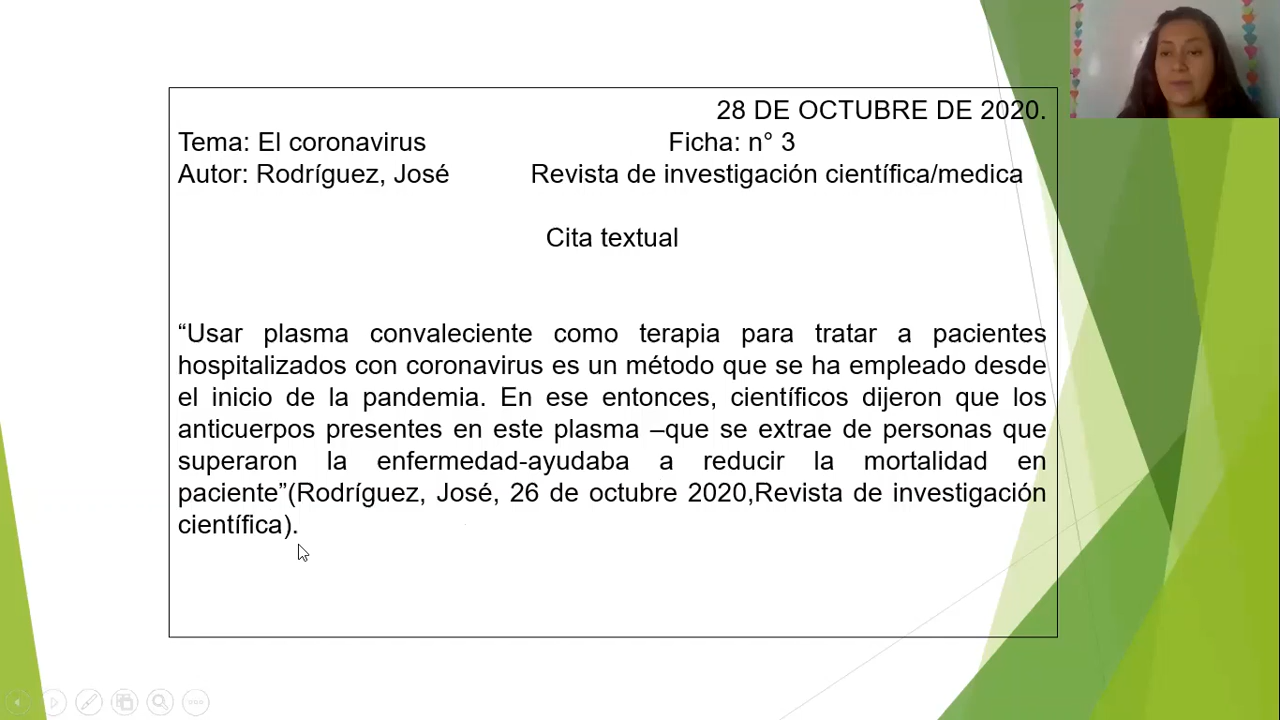 28 DE OCTUBRE DE 2020.
Tema: El coronavirus Ficha: n° 3
Autor: Rodríguez, José Revista de investigación científica/medica
Cita textual
“Usar plasma convaleciente como terapia para tratar a pacientes
hospitalizados con coronavirus es un método que se ha empleado desde
el inicio de la pandemia. En ese entonces, científicos dijeron que los
anticuerpos presentes en este plasma –que se extrae de personas que
superaron la enfermedad-ayudaba a reducir la mortalidad en
paciente”(Rodríguez, José, 26 de octubre 2020,Revista de investigación
científica).